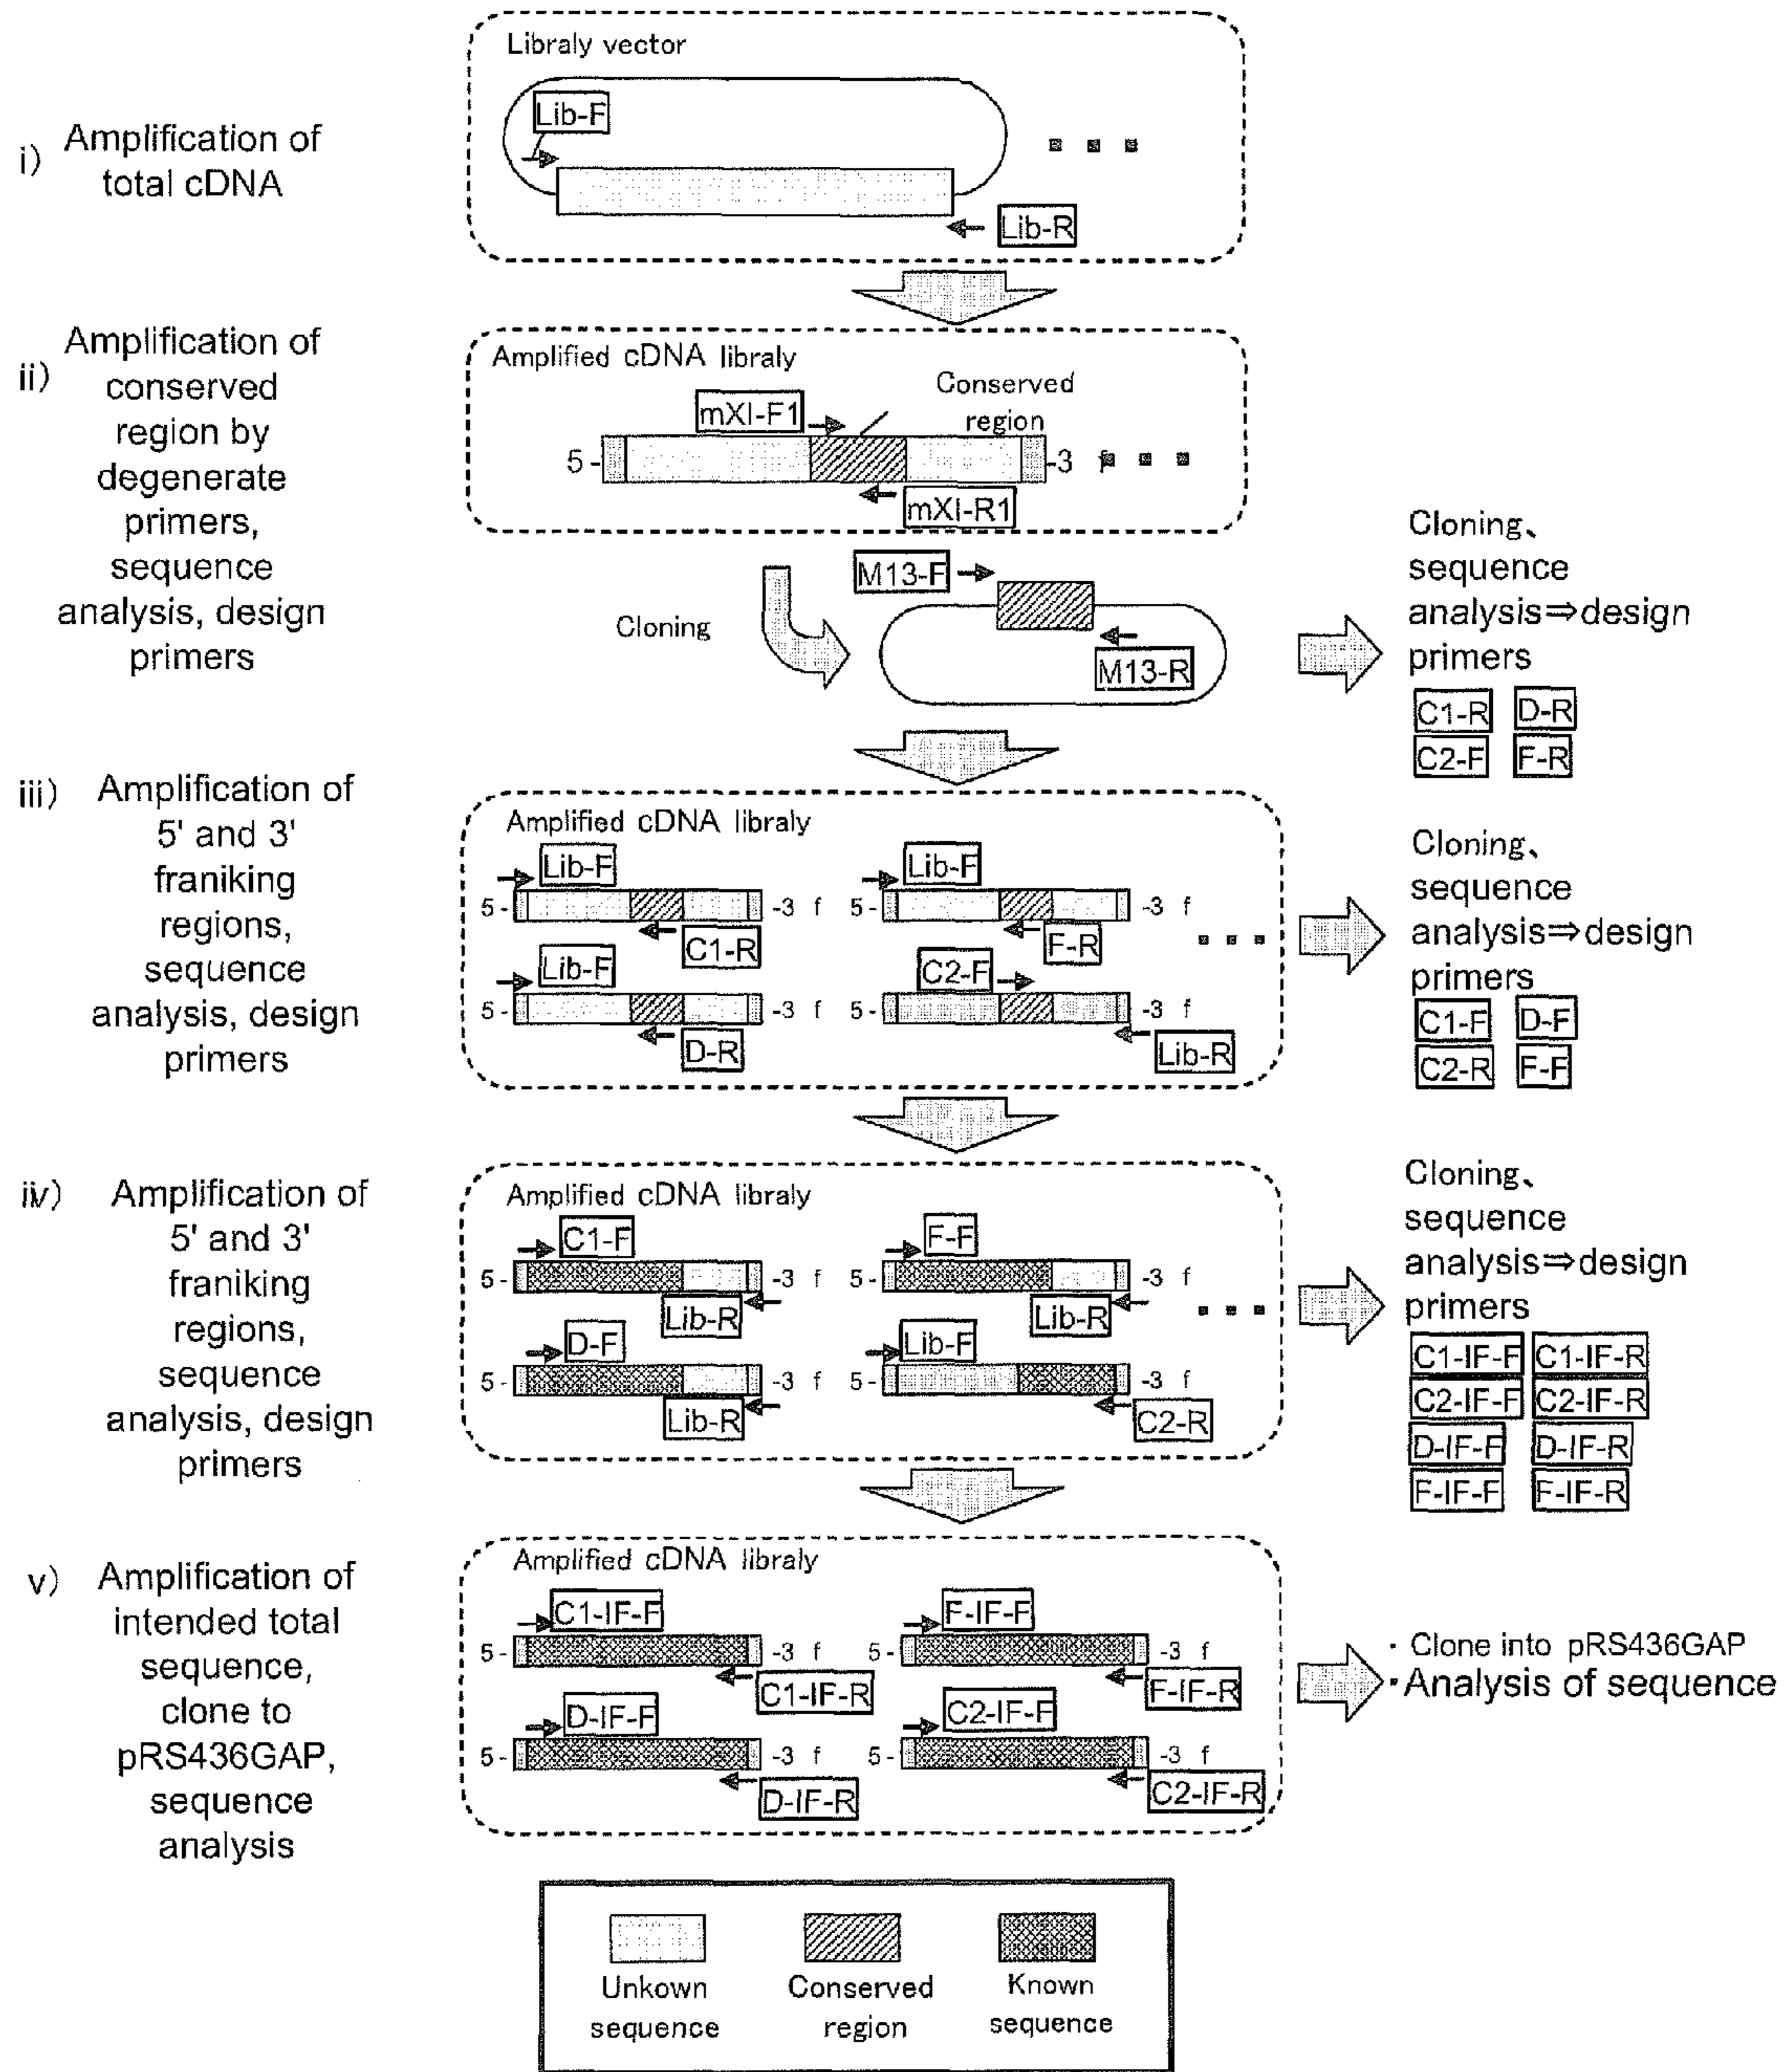 Libraly vector
Lib-F
i) Amplification of
total cDNA
Lib-R
ii) Amplification of
conserved
region by
degenerate
primers,
sequence
analysis, design
primers
Amplified cDNA libraly
mXI-F1
Conserved
region
5 -
-3 f
mXI-R1
Cloning
M13-F
M13-R
Cloning、
sequence
analysis⇒design
primers
C1-R D-R
C2-F F-R
iii) Amplification of
5' and 3'
franiking
regions,
sequence
analysis, design
primers
Amplified cDNA libraly
Lib-F Lib-F
5 - -3 f 5 - -3 f
C1-R F-R
Lib-F C2-F
5 - -3 f 5 - -3 f
D-R Lib-R
Cloning、
sequence
analysis⇒design
primers
C1-F D-F
C2-R F-F
iv) Amplification of
5' and 3'
franiking
regions,
sequence
analysis, design
primers
Amplified cDNA libraly
C1-F F-F
5 - -3 f 5 - -3 f
Lib-R Lib-R
D-F Lib-F
5 - -3 f 5 - -3 f
Lib-R C2-R
Cloning、
sequence
analysis⇒design
primers
C1-IF-F C1-IF-R
C2-IF-F C2-IF-R
D-IF-F D-IF-R
F-IF-F F-IF-R
v) Amplification of
intended total
sequence,
clone to
pRS436GAP,
sequence
analysis
Amplified cDNA libraly
C1-IF-F F-IF-F
5 - -3 f 5 - -3 f
C1-IF-R F-IF-R
D-IF-F C2-IF-F
5 - -3 f 5 - -3 f
D-IF-R C2-IF-R
・Clone into pRS436GAP
・Analysis of sequence
Unkown
sequence
Conserved
region
Known
sequence